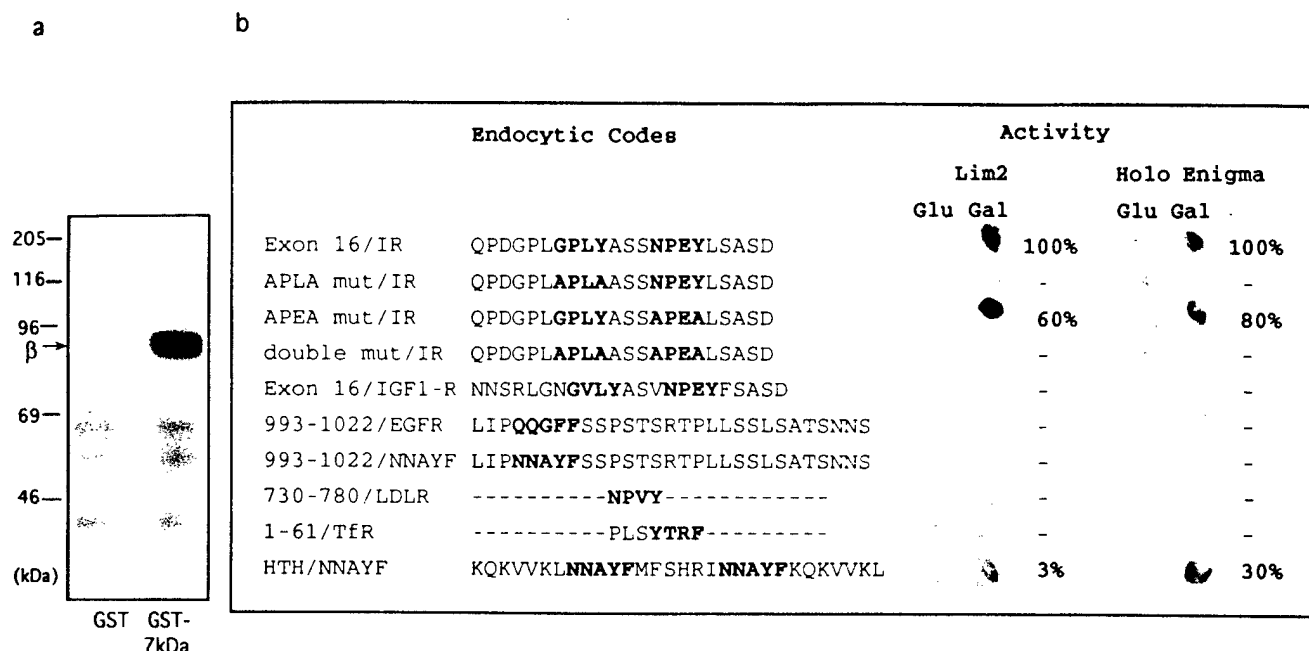 a
b
205
116
96
β
69
46
(kDa)
GST GST-
7kDa
Endocytic Codes Activity
Lim2 Holo Enigma
Glu Gal Glu Gal
Exon 16/IR QPDGPLGPLYASSNPEYLSASD 100% 100%
APLA mut/IR QPDGPLAPLAASSNPEYLSASD - -
APEA mut/IR QPDGPLGPLYASSAPEALSASD 60% 80%
double mut/IR QPDGPLAPLAASSAPEALSASD - -
Exon 16/IGF1-R NNSRLGNGVLYASVNPEYFSASD - -
993-1022/EGFR LIPQQGFFSSPSTSRTPLLSSLSATSNNS - -
993-1022/NNAYF LIPNNAYFSSPSTSRTPLLSSLSATSNNS - -
730-780/LDLR ----------NPVY------------ - -
1-61/TfR ----------PLSYTRF--------- - -
HTH/NNAYF KQKVVKLNNAYFMFSHRINNAYFKQKVVKL 3% 30%